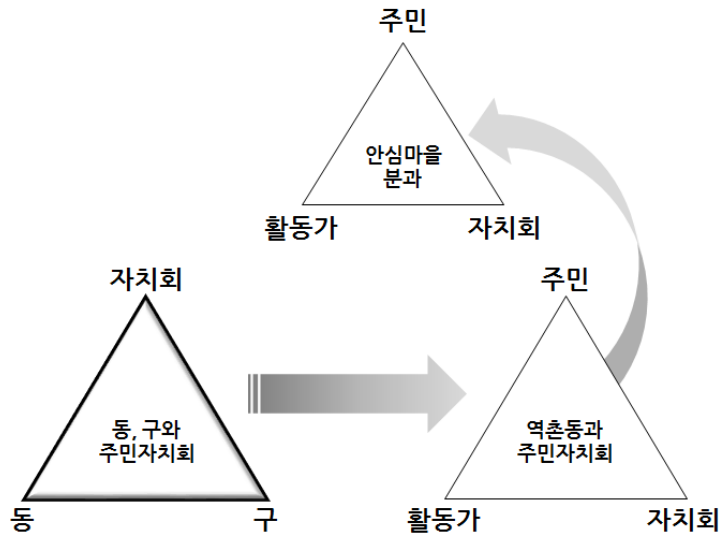 주민
안심마을
분과
활동가
자치회
자치회
동, 구와
주민자치회
동
구
주민
역촌동과
주민자치회
활동가
자치회